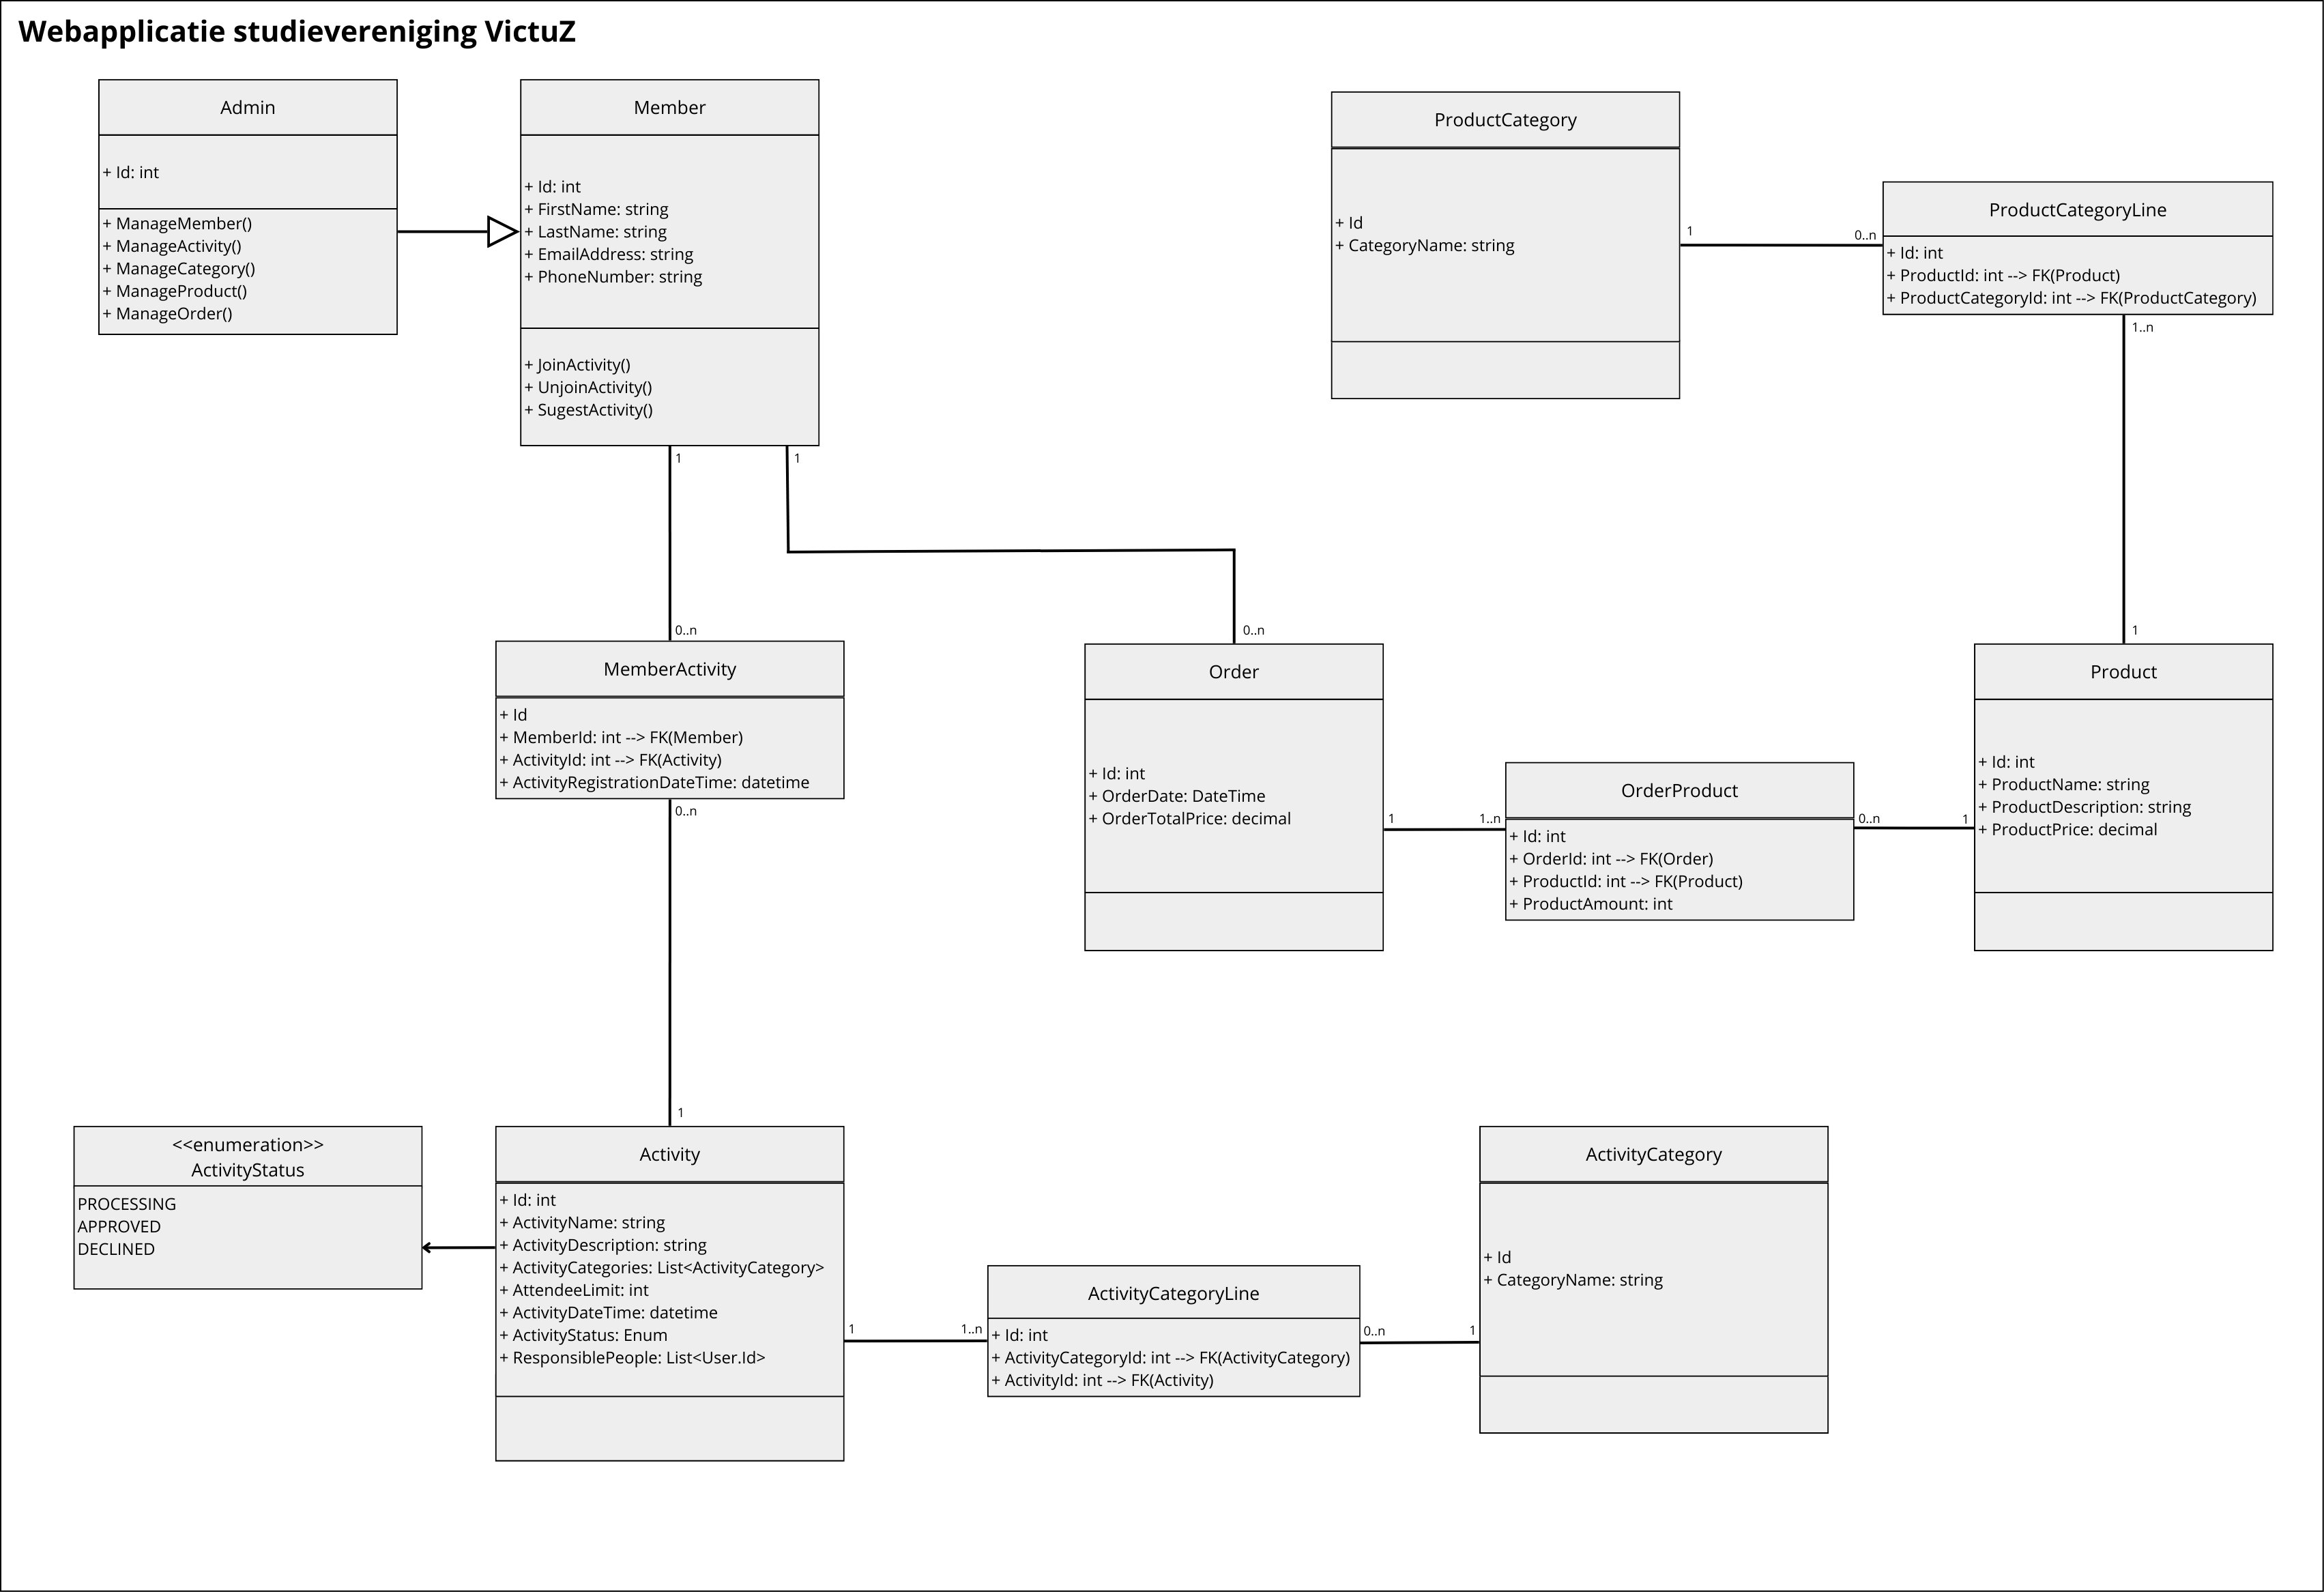 Webapplicatie studievereniging VictuZ
Admin
+ Id: int
+ ManageMember()
+ ManageActivity()
+ ManageCategory()
+ ManageProduct()
+ ManageOrder()
Member
+ Id: int
+ FirstName: string
+ LastName: string
+ EmailAddress: string
+ PhoneNumber: string
+ JoinActivity()
+ UnjoinActivity()
+ SugestActivity()
1
1
ProductCategory
+ Id
+ CategoryName: string
1
0..n
ProductCategoryLine
+ Id: int
+ ProductId: int --> FK(Product)
+ ProductCategoryId: int --> FK(ProductCategory)
1..n
0..n
MemberActivity
+ Id
+ MemberId: int --> FK(Member)
+ ActivityId: int --> FK(Activity)
+ ActivityRegistrationDateTime: datetime
0..n
0..n
Order
+ Id: int
+ OrderDate: DateTime
+ OrderTotalPrice: decimal
1
1..n
OrderProduct
+ Id: int
+ OrderId: int --> FK(Order)
+ ProductId: int --> FK(Product)
+ ProductAmount: int
0..n
1
1
Product
+ Id: int
+ ProductName: string
+ ProductDescription: string
+ ProductPrice: decimal
<<enumeration>>
ActivityStatus
PROCESSING
APPROVED
DECLINED
1
Activity
+ Id: int
+ ActivityName: string
+ ActivityDescription: string
+ ActivityCategories: List<ActivityCategory>
+ AttendeeLimit: int
+ ActivityDateTime: datetime
+ ActivityStatus: Enum
+ ResponsiblePeople: List<User.Id>
1
1..n
ActivityCategoryLine
+ Id: int
+ ActivityCategoryId: int --> FK(ActivityCategory)
+ ActivityId: int --> FK(Activity)
0..n
1
ActivityCategory
+ Id
+ CategoryName: string